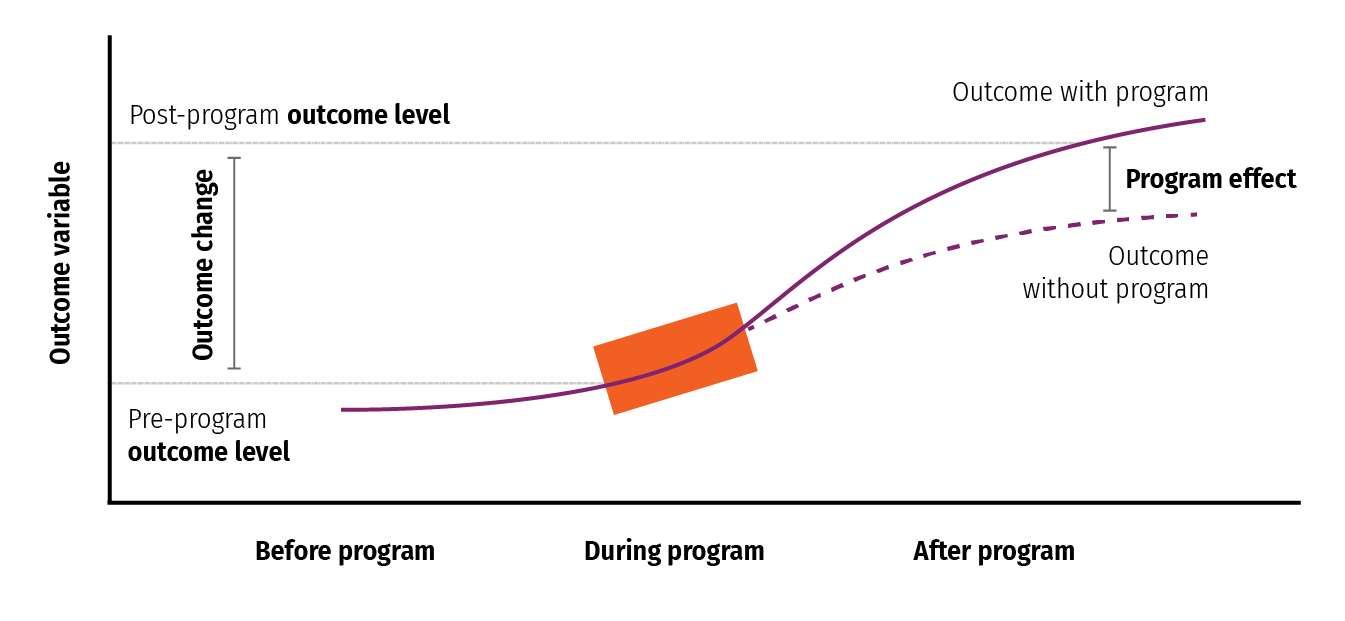 Outcome with program
Post-program outcome level
Outcome variable
Outcome change
Program effect
Outcome
without program
Pre-program
outcome level
Before program
During program
After program